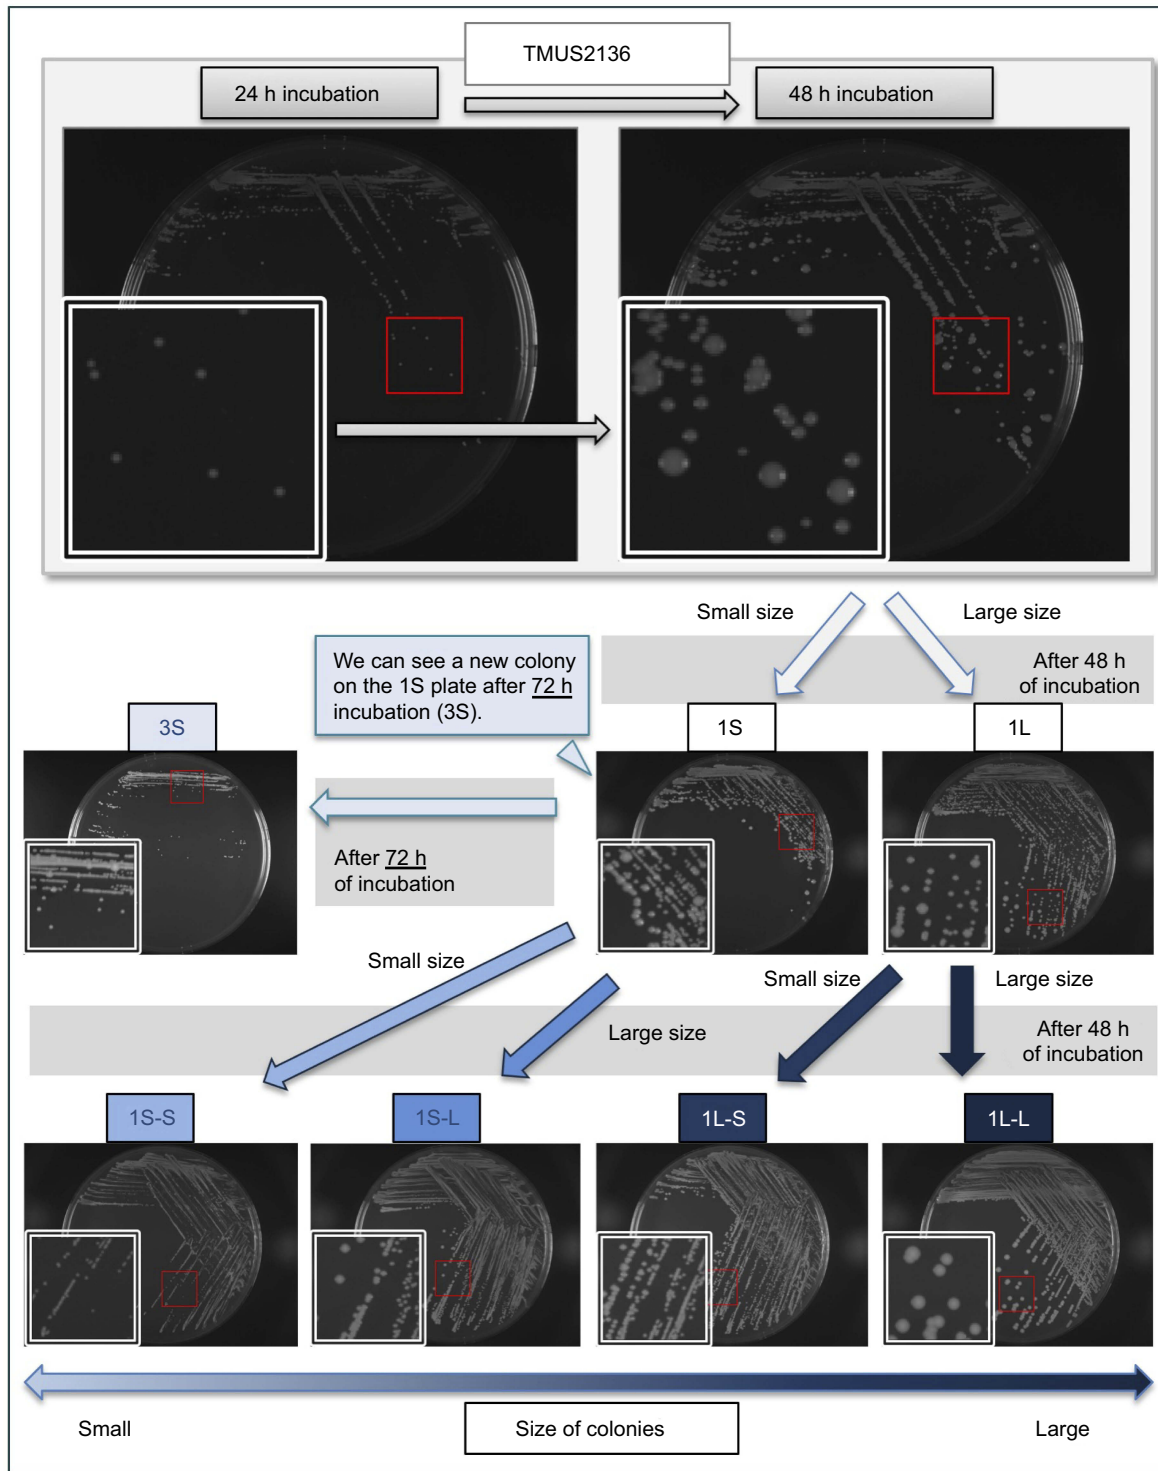 TMUS2136
24 h incubation
48 h incubation
Small size
Large size
After 48 h
of incubation
We can see a new colony
on the 1S plate after 72 h
incubation (3S).
3S
1S
1L
After 72 h
of incubation
Small size
Large size
Small size
Large size
After 48 h
of incubation
1S-S
1S-L
1L-S
1L-L
Small
Size of colonies
Large